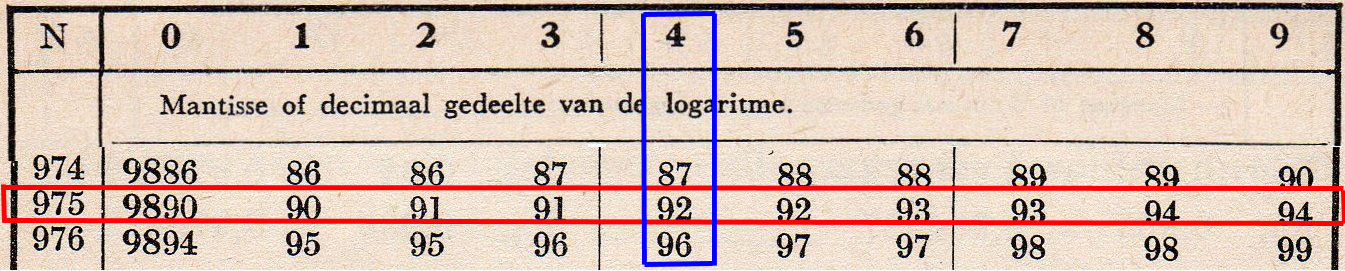 N 0 1 2 3 4 5 6 7 8 9
Mantisse of decimaal gedeelte van de logaritme.
974 9886 86 86 87 87 88 88 89 89 90
975 9890 90 91 91 92 92 93 93 94 94
976 9894 95 95 96 96 97 97 98 98 99